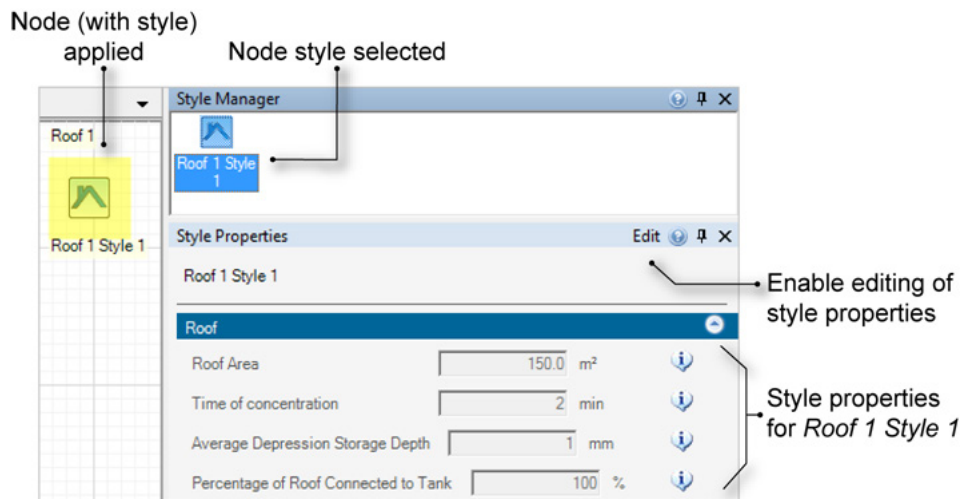 Node (with style)
applied
Node style selected
Style Manager
Roof 1
Roof 1 Style
1
Roof 1 Style 1
Style Properties
Edit
Roof 1 Style 1
Enable editing of
style properties
Roof
Roof Area
150.0 m²
Time of concentration
2 min
Average Depression Storage Depth
1 mm
Percentage of Roof Connected to Tank
100 %
Style properties
for Roof 1 Style 1